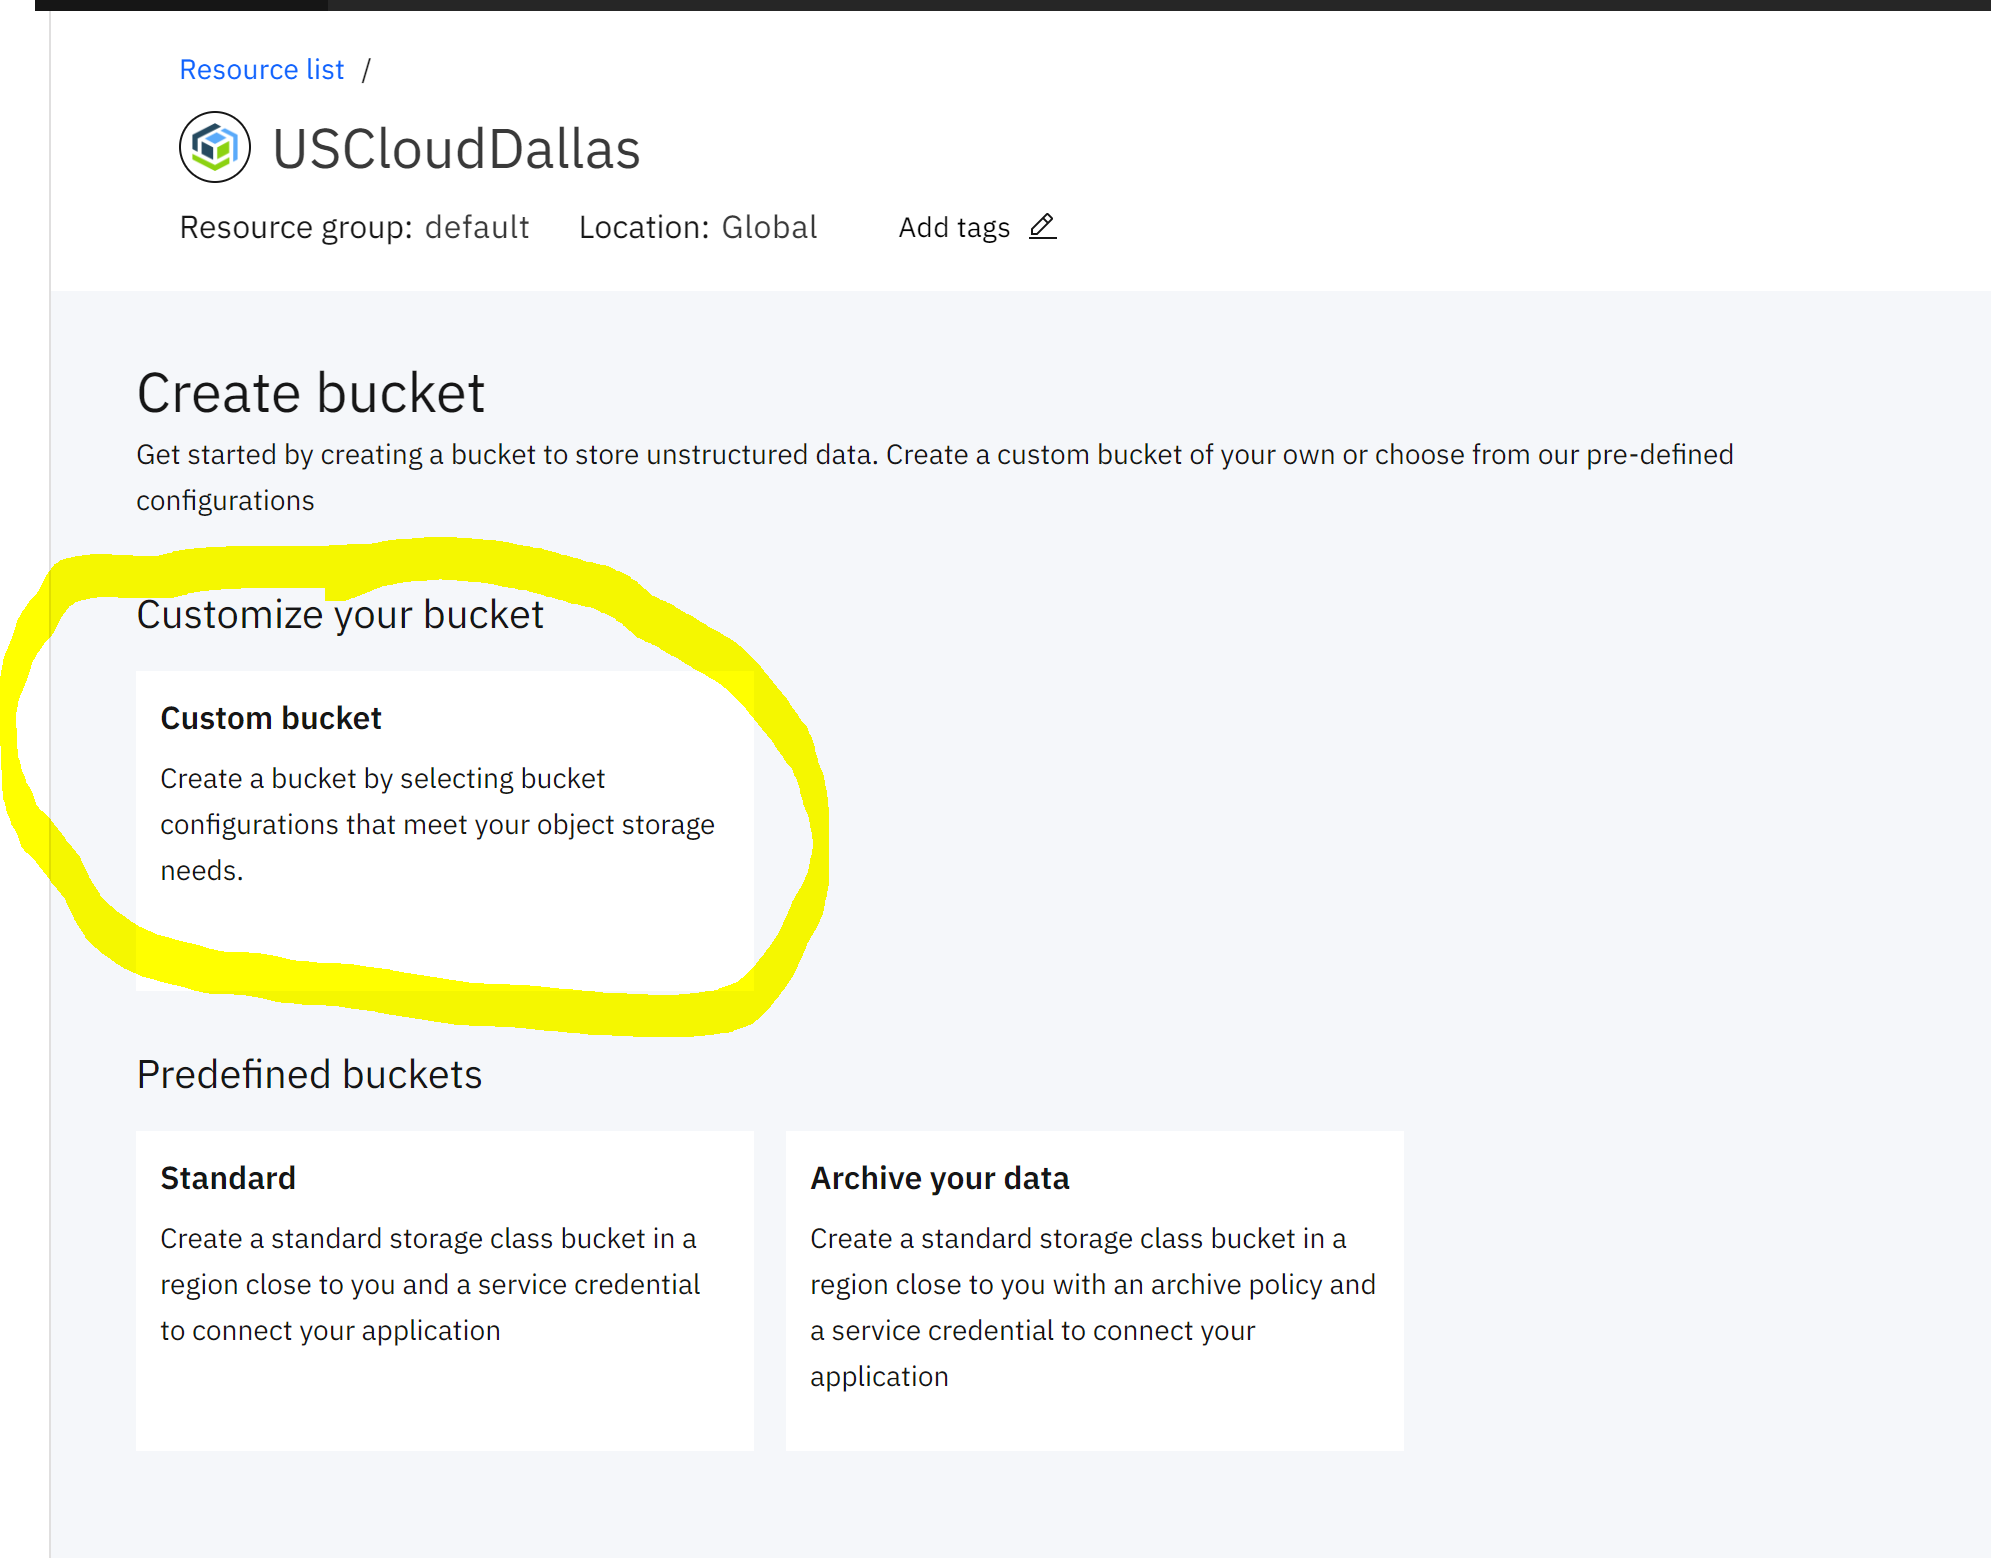 Resource list /
USCloudDallas
Resource group: default Location: Global Add tags
Create bucket
Get started by creating a bucket to store unstructured data. Create a custom bucket of your own or choose from our pre-defined
configurations
Customize your bucket
Custom bucket
Create a bucket by selecting bucket
configurations that meet your object storage
needs.
Predefined buckets
Standard
Create a standard storage class bucket in a
region close to you and a service credential
to connect your application
Archive your data
Create a standard storage class bucket in a
region close to you with an archive policy and
a service credential to connect your
application